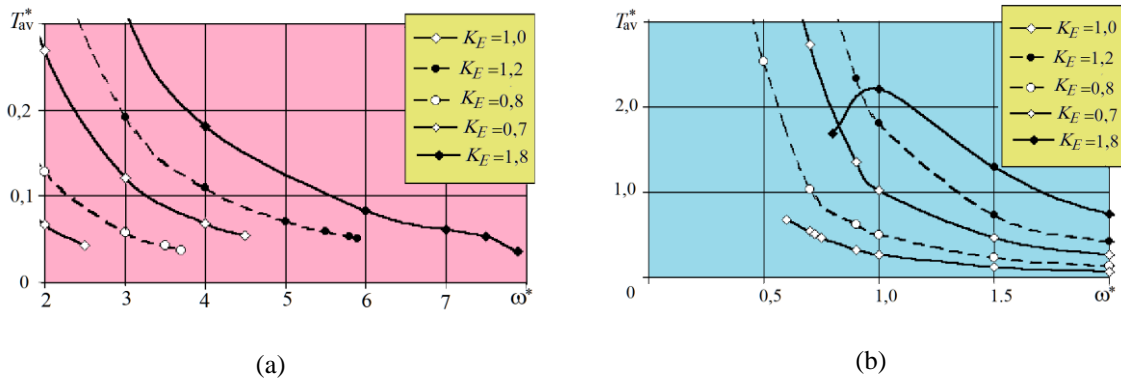 T*av
0,3
0,2
0,1
0
2 3 4 5 6 7 ω*
K_E =1,0
K_E =1,2
K_E =0,8
K_E =0,7
K_E =1,8
(a)
T*av
2,0
1,0
0
0,5 1,0 1.5 ω*
K_E =1,0
K_E =1,2
K_E =0,8
K_E =0,7
K_E =1,8
(b)